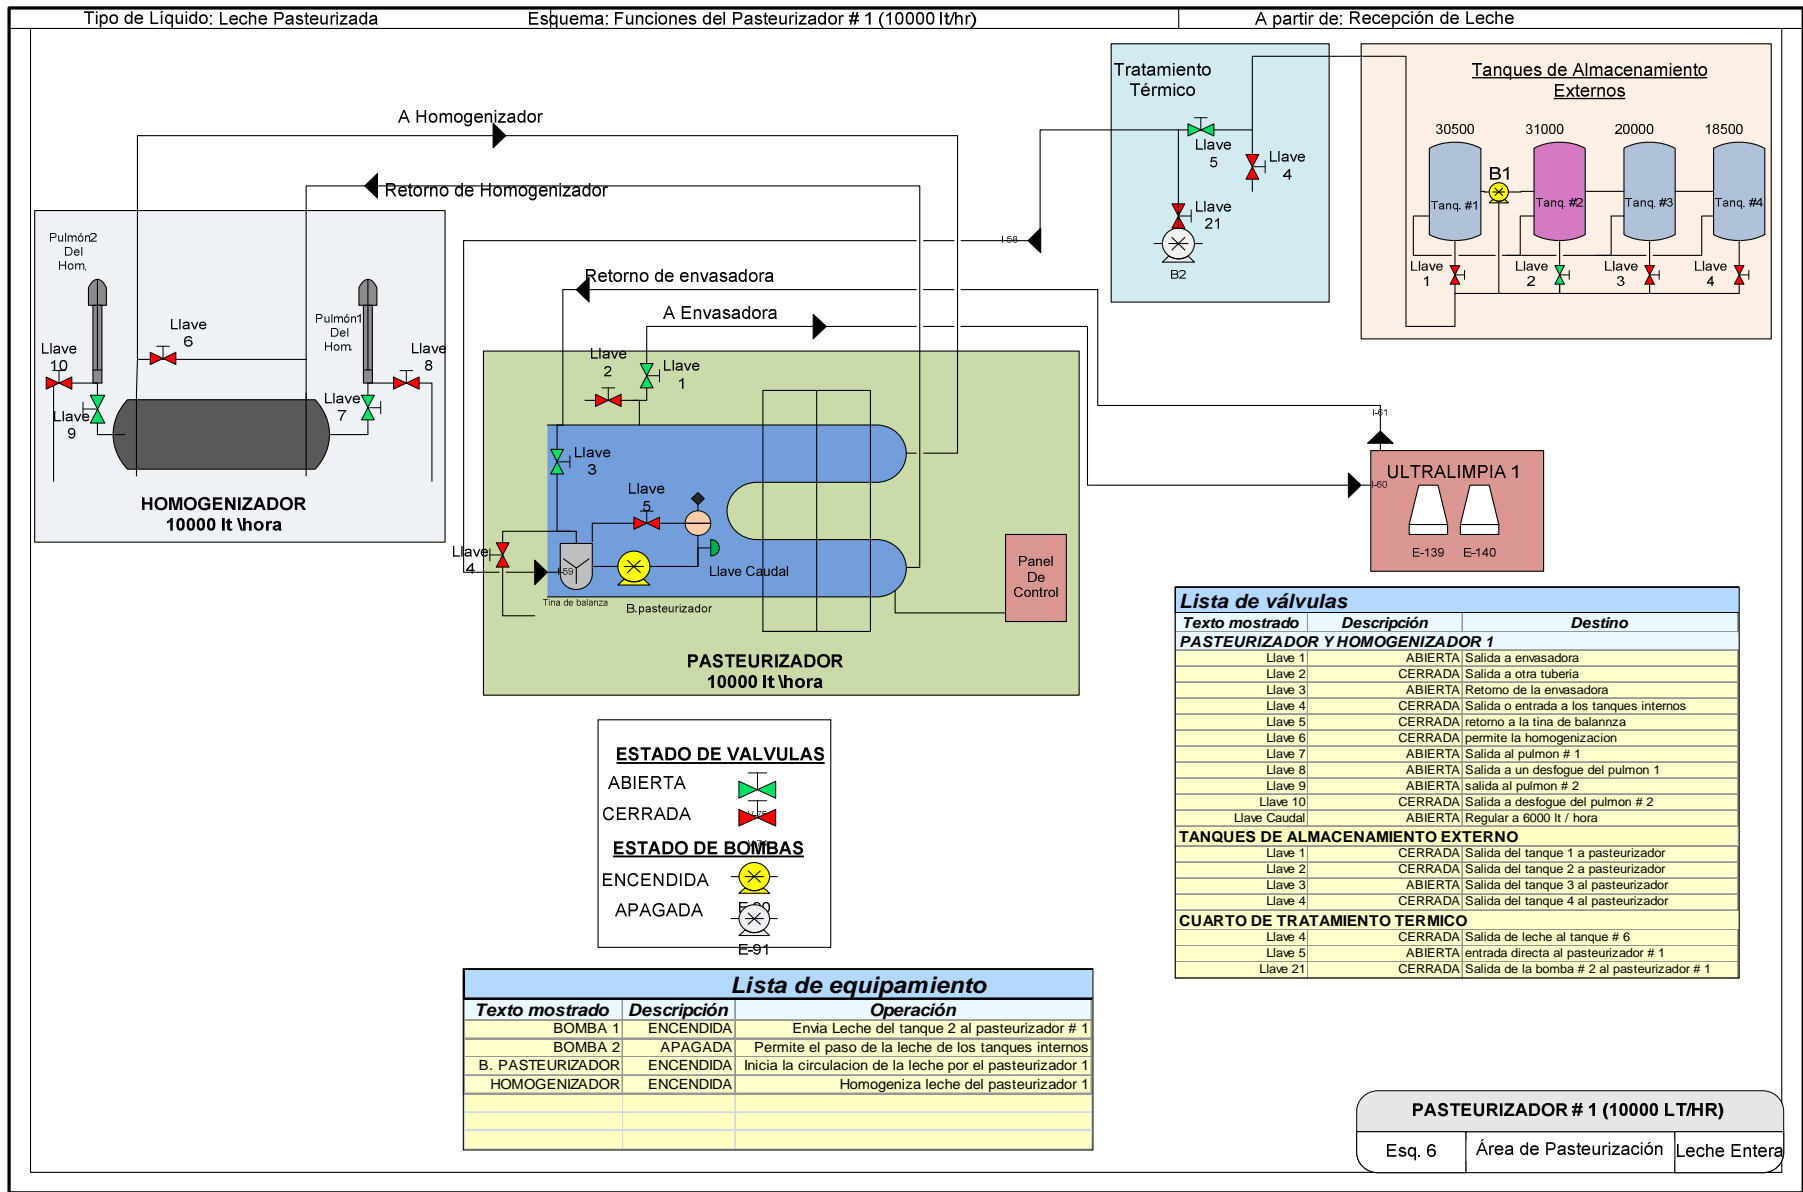 Tipo de Líquido: Leche Pasteurizada
Esquema: Funciones del Pasteurizador # 1 (10000 lt/hr)
A partir de: Recepción de Leche
Tratamiento
Térmico
Llave
5
Llave
4
Llave
21
B2
Tanques de Almacenamiento
Externos
30500
31000
20000
18500
B1
Tanq. #1
Tanq. #2
Tanq. #3
Tanq. #4
Llave
1
Llave
2
Llave
3
Llave
4
A Homogenizador
Retorno de Homogenizador
I-58
Retorno de envasadora
A Envasadora
Pulmón2
Del
Hom.
Pulmón1
Del
Hom.
Llave
6
Llave
10
Llave
8
Llave
9
Llave
7
HOMOGENIZADOR
10000 lt \hora
Llave
2
Llave
1
Llave
3
Llave
5
Llave
4
I-59
Llave Caudal
Tina de balanza
B.pasteurizador
Panel
De
Control
PASTEURIZADOR
10000 lt \hora
I-61
I-60
ULTRALIMPIA 1
E-139
E-140
Lista de válvulas
Texto mostrado Descripción Destino
PASTEURIZADOR Y HOMOGENIZADOR 1
Llave 1 ABIERTA Salida a envasadora
Llave 2 CERRADA Salida a otra tuberia
Llave 3 ABIERTA Retorno de la envasadora
Llave 4 CERRADA Salida o entrada a los tanques internos
Llave 5 CERRADA retorno a la tina de balannza
Llave 6 CERRADA permite la homogenizacion
Llave 7 ABIERTA Salida al pulmon # 1
Llave 8 ABIERTA Salida a un desfogue del pulmon 1
Llave 9 ABIERTA salida al pulmon # 2
Llave 10 CERRADA Salida a desfogue del pulmon # 2
Llave Caudal ABIERTA Regular a 6000 lt / hora
TANQUES DE ALMACENAMIENTO EXTERNO
Llave 1 CERRADA Salida del tanque 1 a pasteurizador
Llave 2 CERRADA Salida del tanque 2 a pasteurizador
Llave 3 ABIERTA Salida del tanque 3 al pasteurizador
Llave 4 CERRADA Salida del tanque 4 al pasteurizador
CUARTO DE TRATAMIENTO TERMICO
Llave 4 CERRADA Salida de leche al tanque # 6
Llave 5 ABIERTA entrada directa al pasteurizador # 1
Llave 21 CERRADA Salida de la bomba # 2 al pasteurizador # 1
ESTADO DE VALVULAS
ABIERTA
CERRADA
ESTADO DE BOMBAS
ENCENDIDA
APAGADA
E-91
Lista de equipamiento
Texto mostrado Descripción Operación
BOMBA 1 ENCENDIDA Envia Leche del tanque 2 al pasteurizador # 1
BOMBA 2 APAGADA Permite el paso de la leche de los tanques internos
B. PASTEURIZADOR ENCENDIDA Inicia la circulacion de la leche por el pasteurizador 1
HOMOGENIZADOR ENCENDIDA Homogeniza leche del pasteurizador 1
PASTEURIZADOR # 1 (10000 LT/HR)
Esq. 6
Área de Pasteurización
Leche Entera